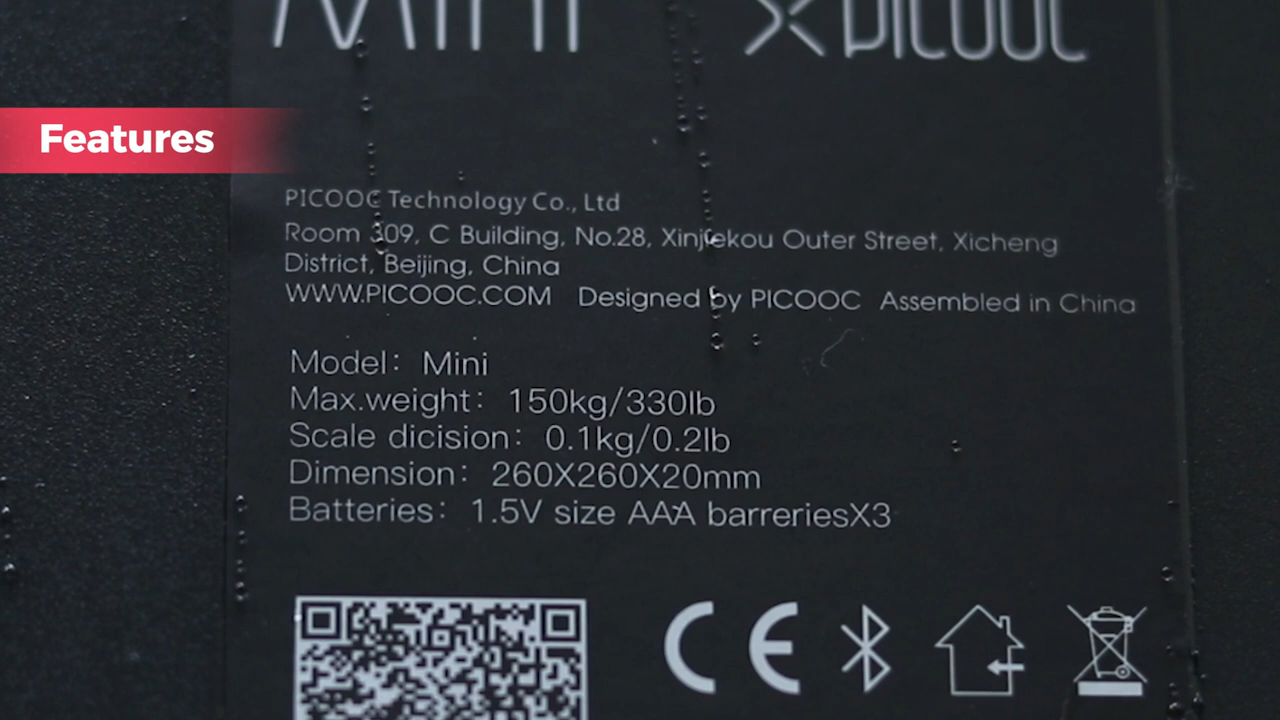 Mini PICOOC
Features
PICOOC Technology Co., Ltd
Room 309, C Building, No.28, Xinjiekou Outer Street, Xicheng
District, Beijing, China
WWW.PICOOC.COM Designed by PICOOC Assembled in China
Model: Mini
Max.weight: 150kg/330lb
Scale dicision: 0.1kg/0.2lb
Dimension: 260X260X20mm
Batteries: 1.5V size AAA barreriesX3
CE